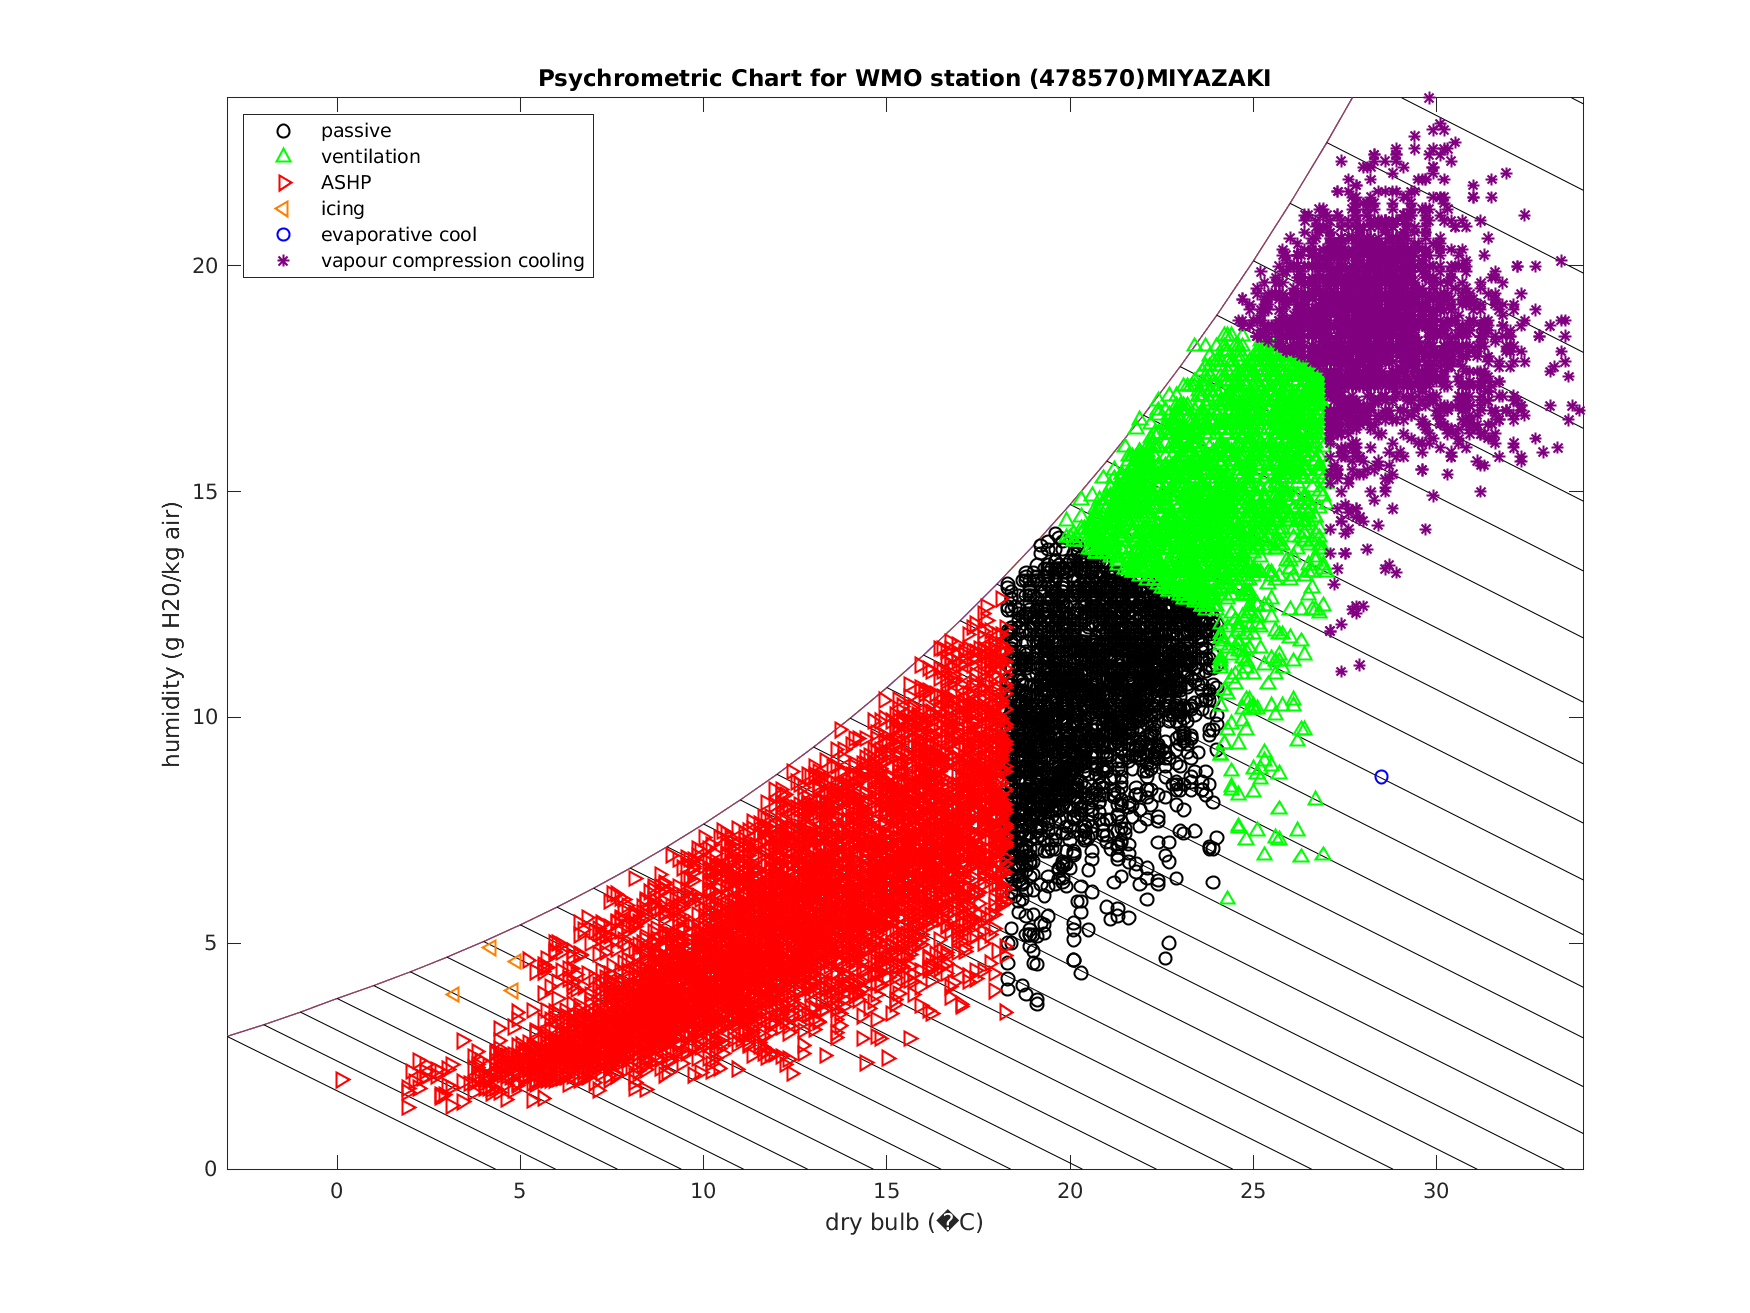 Psychrometric Chart for WMO station (478570)MIYAZAKI
passive
ventilation
ASHP
icing
evaporative cool
vapour compression cooling
humidity (g H20/kg air)
20
15
10
5
0
0 5 10 15 20 25 30
dry bulb (�C)